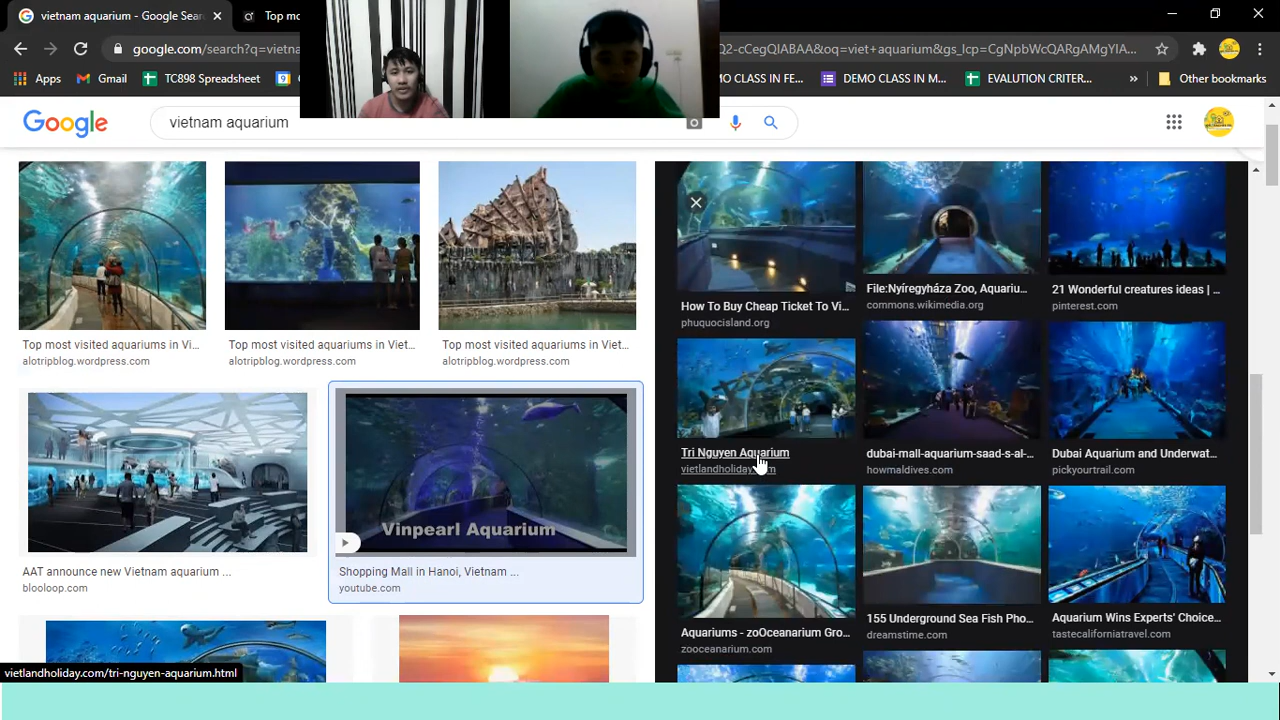 vietnam aquarium - Google Sear
Top mo
google.com/search?q=vietna
Q2-cCegQIABAA&oq=viet+aquarium&gs_lcp=CgNpbWcQARgAMgYIA...
Apps
Gmail
TC898 Spreadsheet
MO CLASS IN FE...
DEMO CLASS IN M...
EVALUTION CRITER...
»
Other bookmarks
Google
vietnam aquarium
Top most visited aquariums in Vi...
alotripblog.wordpress.com
Top most visited aquariums in Viet...
alotripblog.wordpress.com
Top most visited aquariums in Viet...
alotripblog.wordpress.com
AAT announce new Vietnam aquarium ...
blooloop.com
Vinpearl Aquarium
Shopping Mall in Hanoi, Vietnam ...
youtube.com
How To Buy Cheap Ticket To Vi...
phuquocisland.org
File:Nyíregyháza Zoo, Aquariu...
commons.wikimedia.org
21 Wonderful creatures ideas | ...
pinterest.com
Tri Nguyen Aquarium
vietlandholiday.com
dubai-mall-aquarium-saad-s-al-...
howmaldives.com
Dubai Aquarium and Underwat...
pickyourtrail.com
Aquariums - zoOceanarium Gro...
zooceanarium.com
155 Underground Sea Fish Pho...
dreamstime.com
Aquarium Wins Experts' Choice...
tastecaliforniatravel.com
vietlandholiday.com/tri-nguyen-aquarium.html